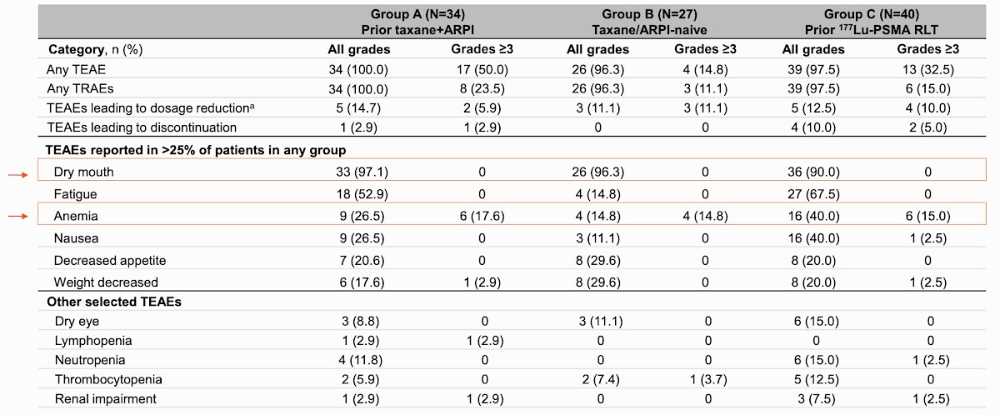 Group A (N=34) Group B (N=27) Group C (N=40)
Prior taxane+ARPI Taxane/ARPI-naive Prior ¹⁷⁷Lu-PSMA RLT
Category, n (%) All grades Grades ≥3 All grades Grades ≥3 All grades Grades ≥3
Any TEAE 34 (100.0) 17 (50.0) 26 (96.3) 4 (14.8) 39 (97.5) 13 (32.5)
Any TRAEs 34 (100.0) 8 (23.5) 26 (96.3) 3 (11.1) 39 (97.5) 6 (15.0)
TEAEs leading to dosage reductionᵃ 5 (14.7) 2 (5.9) 3 (11.1) 3 (11.1) 5 (12.5) 4 (10.0)
TEAEs leading to discontinuation 1 (2.9) 1 (2.9) 0 0 4 (10.0) 2 (5.0)
TEAEs reported in >25% of patients in any group
Dry mouth 33 (97.1) 0 26 (96.3) 0 36 (90.0) 0
Fatigue 18 (52.9) 0 4 (14.8) 0 27 (67.5) 0
Anemia 9 (26.5) 6 (17.6) 4 (14.8) 4 (14.8) 16 (40.0) 6 (15.0)
Nausea 9 (26.5) 0 3 (11.1) 0 16 (40.0) 1 (2.5)
Decreased appetite 7 (20.6) 0 8 (29.6) 0 8 (20.0) 0
Weight decreased 6 (17.6) 1 (2.9) 8 (29.6) 0 8 (20.0) 1 (2.5)
Other selected TEAEs
Dry eye 3 (8.8) 0 3 (11.1) 0 6 (15.0) 0
Lymphopenia 1 (2.9) 1 (2.9) 0 0 0 0
Neutropenia 4 (11.8) 0 0 0 6 (15.0) 1 (2.5)
Thrombocytopenia 2 (5.9) 0 2 (7.4) 1 (3.7) 5 (12.5) 0
Renal impairment 1 (2.9) 1 (2.9) 0 0 3 (7.5) 1 (2.5)